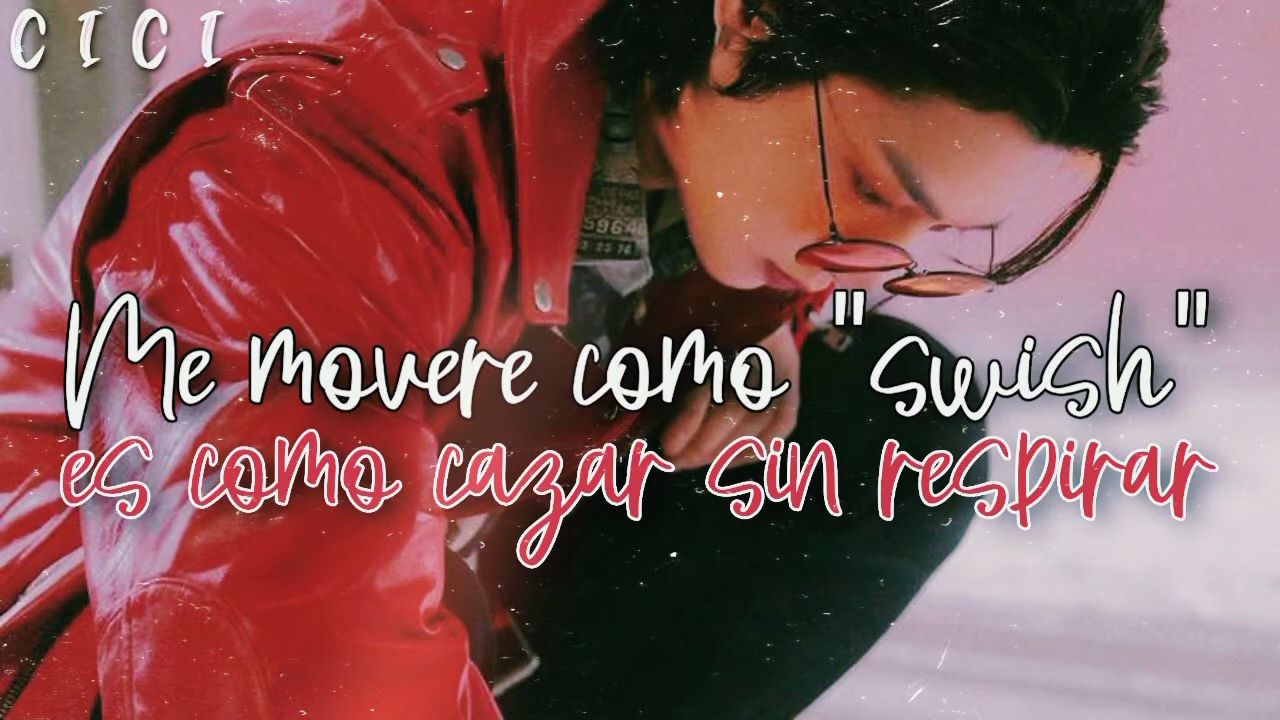 C I C I
Me movere como "swish"
es como cazar sin respirar